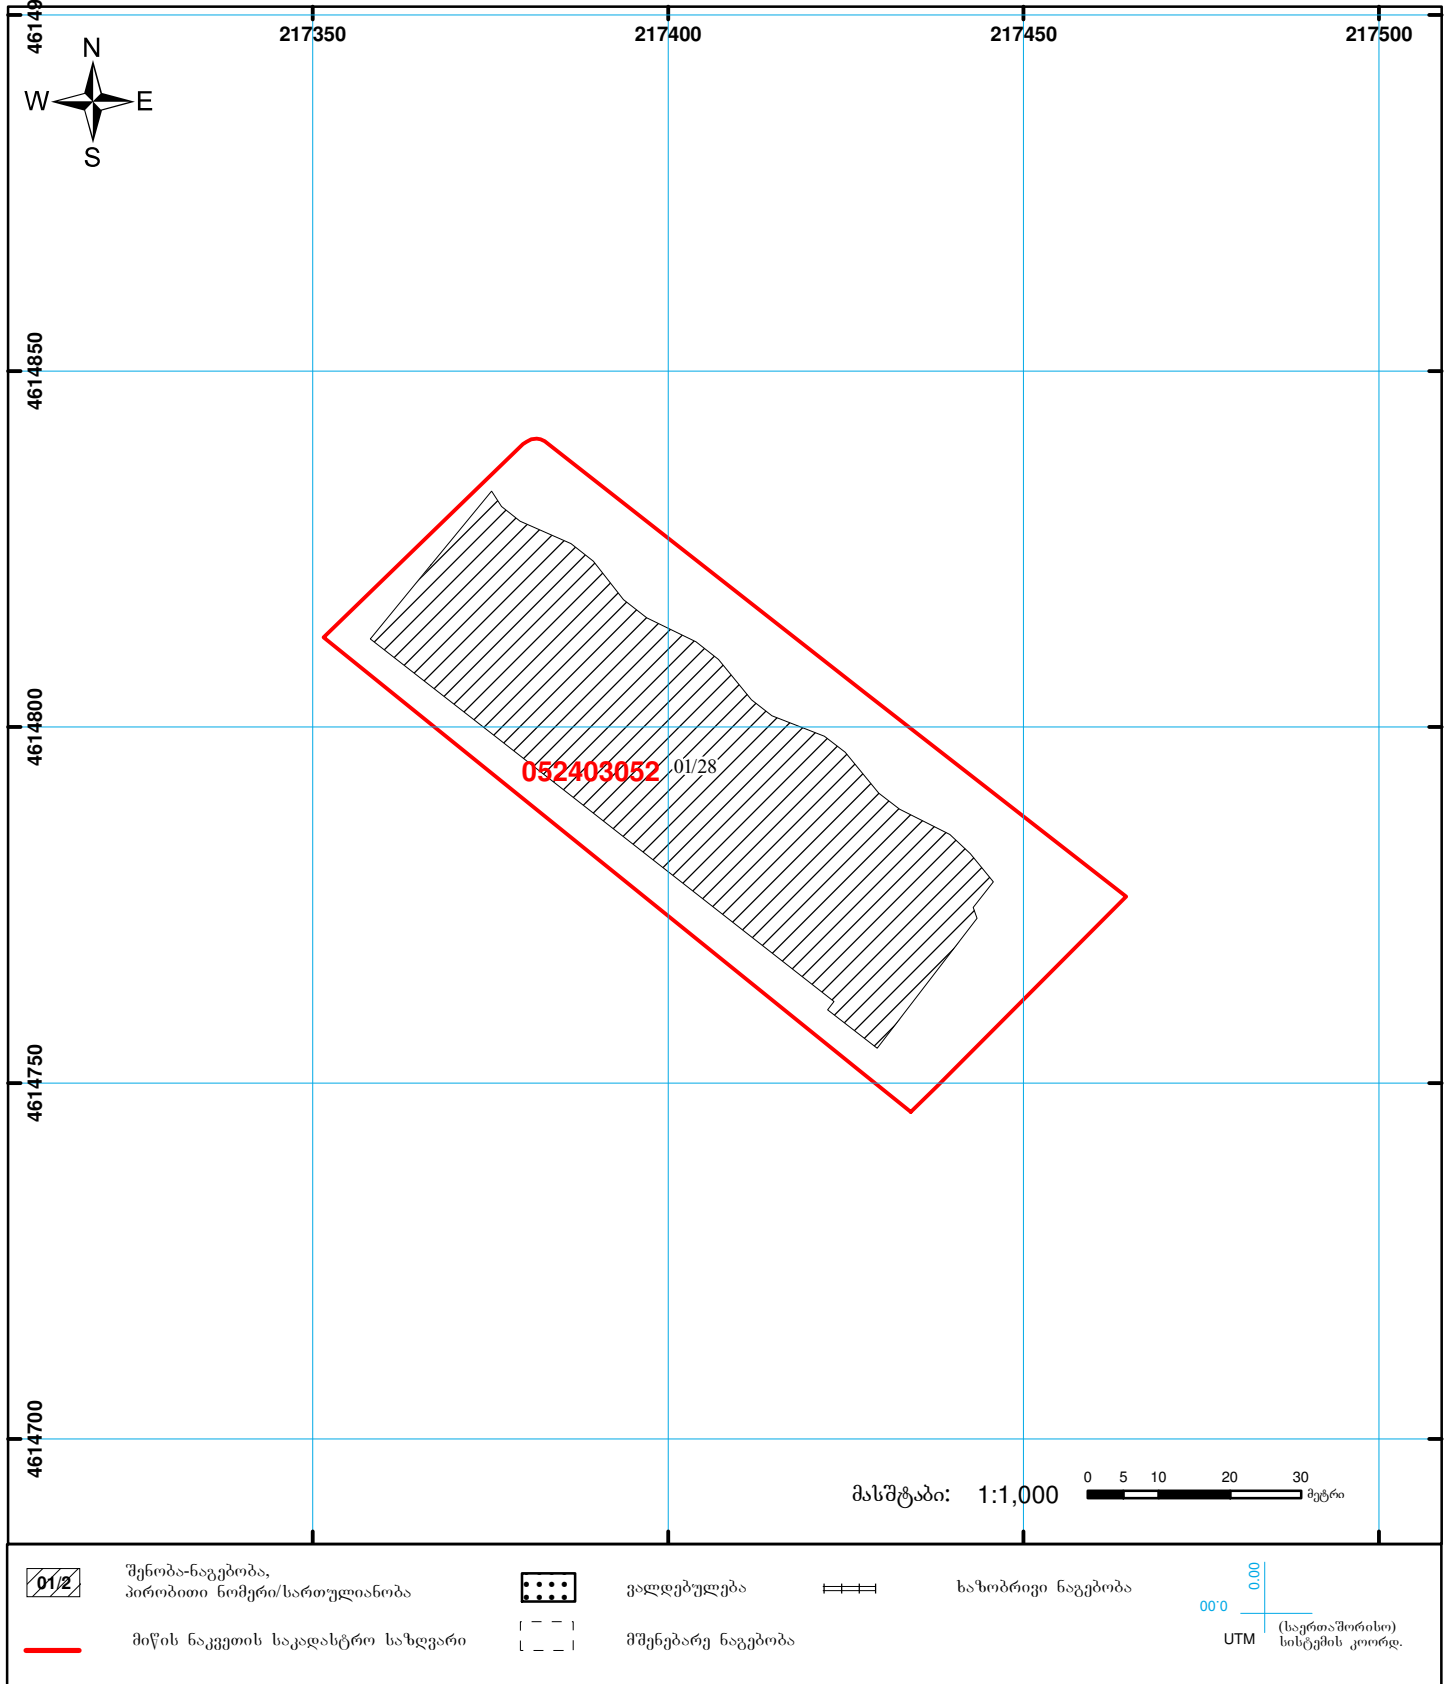 217350 217400 217450 217500
46149
N
W E
S
4614850
4614800
052403052 01/28
4614750
4614700
მასშტაბი: 1:1,000 0 5 10 20 30 მეტრი
01/2 შენობა-ნაგებობა,
პირობითი ნომერი/სართულიანობა
ვალდებულება
ხაზობრივი ნაგებობა
მიწის ნაკვეთის საკადასტრო საზღვარი
მშენებარე ნაგებობა
0.00
0.00
UTM (საერთაშორისო)
სისტემის კოორდ.